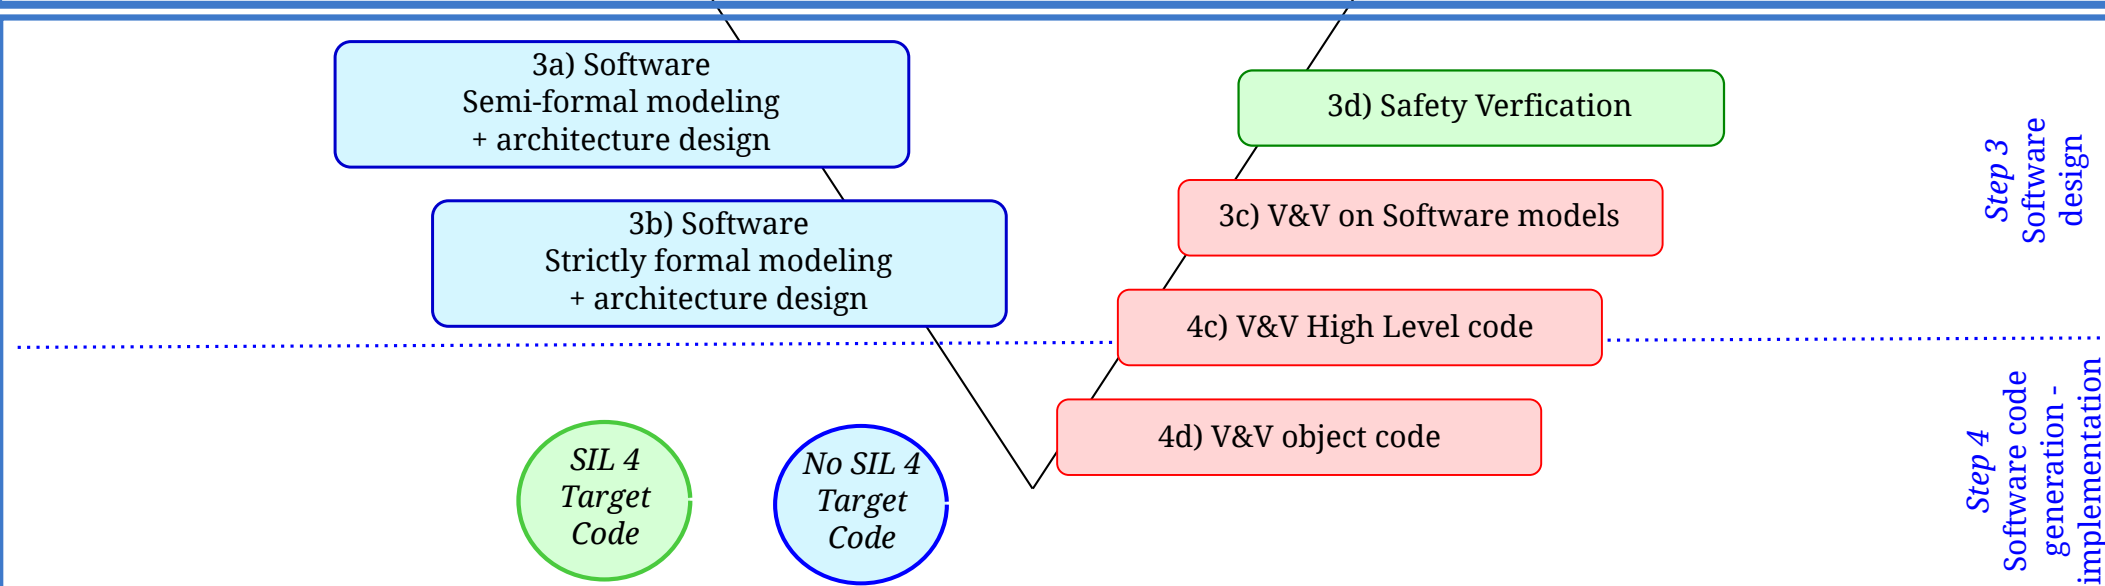 3a) Software
Semi-formal modeling
+ architecture design
3b) Software
Strictly formal modeling
+ architecture design
3d) Safety Verfication
3c) V&V on Software models
4c) V&V High Level code
4d) V&V object code
SIL 4
Target
Code
No SIL 4
Target
Code
Step 3
Software
design
Step 4
Software code
generation -
implementation